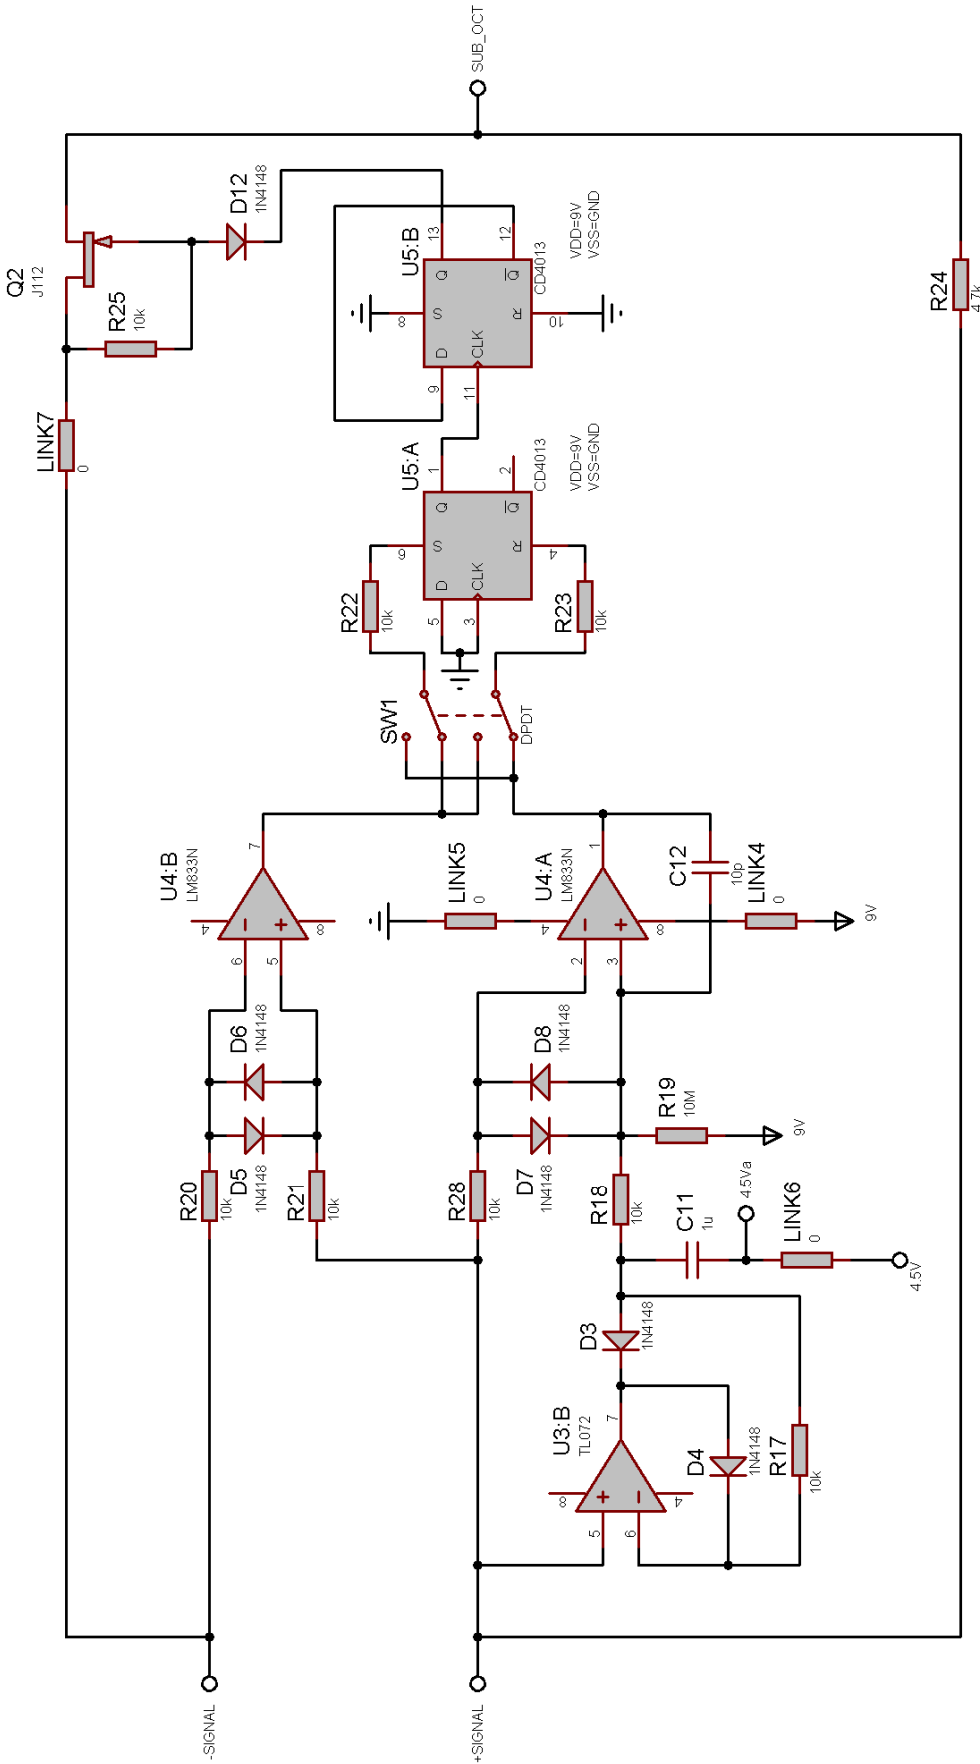 -SIGNAL
+SIGNAL
SUB_OCT
LINK7
0
Q2
J112
R25
10k
D12
1N4148
R20
10k
D5
1N4148
D6
1N4148
R21
10k
U4:B
LM833N
6
5
7
4
8
LINK5
0
U4:A
LM833N
2
3
1
4
8
R28
10k
D7
1N4148
D8
1N4148
R18
10k
R19
10M
9V
C12
10p
LINK4
0
9V
C11
1u
4.5Va
LINK6
0
4.5V
D3
1N4148
U3:B
TL072
5
6
7
8
4
D4
1N4148
R17
10k
SW1
DPDT
R22
10k
R23
10k
U5:A
CD4013
VDD=9V
VSS=GND
5
3
6
4
1
2
D
CLK
S
R
Q
Q
U5:B
CD4013
VDD=9V
VSS=GND
9
11
8
10
13
12
D
CLK
S
R
Q
Q
R24
4.7k